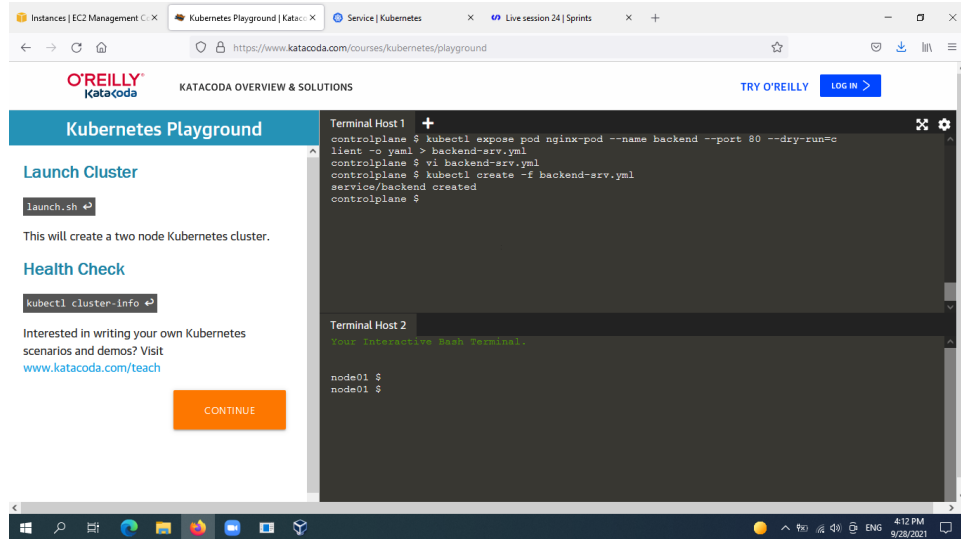 Instances | EC2 Management C
Kubernetes Playground | Katac
Service | Kubernetes
Live session 24 | Sprints
https://www.katacoda.com/courses/kubernetes/playground
O'REILLY
Katacoda
KATACODA OVERVIEW & SOLUTIONS
TRY O'REILLY
LOG IN
Kubernetes Playground
Launch Cluster
launch.sh
This will create a two node Kubernetes cluster.
Health Check
kubectl cluster-info
Interested in writing your own Kubernetes
scenarios and demos? Visit
www.katacoda.com/teach
CONTINUE
Terminal Host 1
controlplane $ kubectl expose pod nginx-pod --name backend --port 80 --dry-run=c
lient -o yaml > backend-srv.yml
controlplane $ vi backend-srv.yml
controlplane $ kubectl create -f backend-srv.yml
service/backend created
controlplane $
Terminal Host 2
Your Interactive Bash Terminal.
node01 $
node01 $
ENG
4:12 PM
9/28/2021